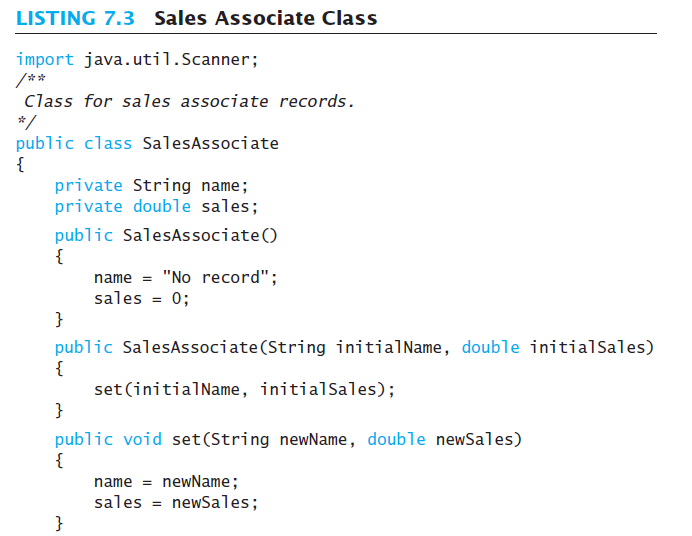 LISTING 7.3 Sales Associate Class
import java.util.Scanner;
/**
Class for sales associate records.
*/
public class SalesAssociate
{
private String name;
private double sales;
public SalesAssociate()
{
name = "No record";
sales = 0;
}
public SalesAssociate(String initialName, double initialSales)
{
set(initialName, initialSales);
}
public void set(String newName, double newSales)
{
name = newName;
sales = newSales;
}